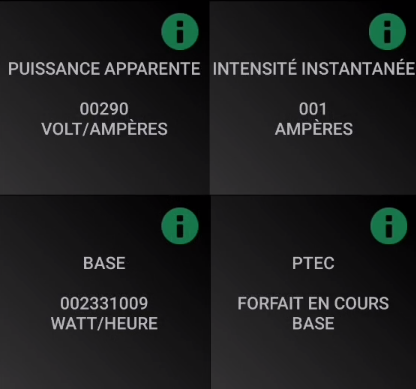 PUISSANCE APPARENTE
00290
VOLT/AMPÈRES
INTENSITÉ INSTANTANÉE
001
AMPÈRES
BASE
002331009
WATT/HEURE
PTEC
FORFAIT EN COURS
BASE